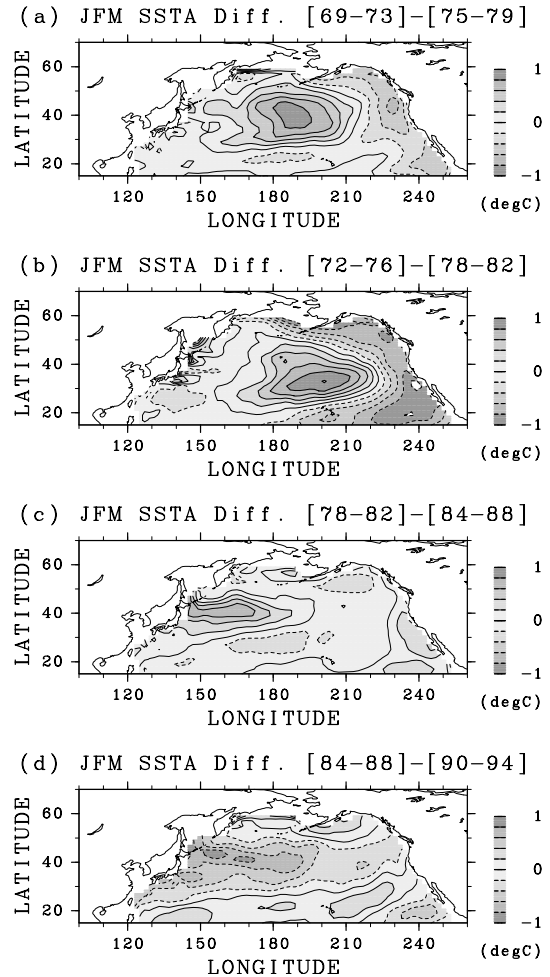 (a) JFM SSTA Diff. [69-73]-[75-79]
LATITUDE
60
40
20
120 150 180 210 240
LONGITUDE
1
0
-1
(degC)
(b) JFM SSTA Diff. [72-76]-[78-82]
LATITUDE
60
40
20
120 150 180 210 240
LONGITUDE
1
0
-1
(degC)
(c) JFM SSTA Diff. [78-82]-[84-88]
LATITUDE
60
40
20
120 150 180 210 240
LONGITUDE
1
0
-1
(degC)
(d) JFM SSTA Diff. [84-88]-[90-94]
LATITUDE
60
40
20
120 150 180 210 240
LONGITUDE
1
0
-1
(degC)